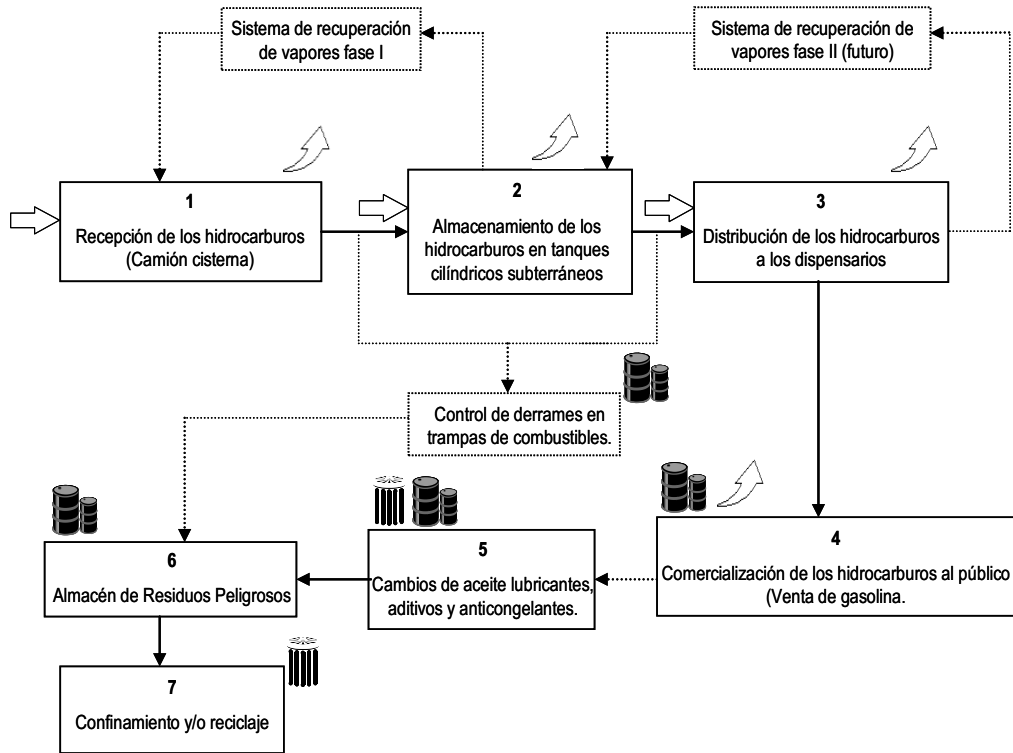 Sistema de recuperación
de vapores fase I
Sistema de recuperación de
vapores fase II (futuro)
1
Recepción de los hidrocarburos
(Camión cisterna)
2
Almacenamiento de los
hidrocarburos en tanques
cilíndricos subterráneos
3
Distribución de los hidrocarburos
a los dispensarios
Control de derrames en
trampas de combustibles.
4
Comercialización de los hidrocarburos al público
(Venta de gasolina.
5
Cambios de aceite lubricantes,
aditivos y anticongelantes.
6
Almacén de Residuos Peligrosos
7
Confinamiento y/o reciclaje